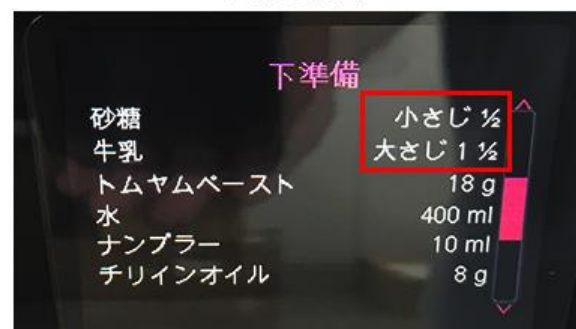 下準備
砂糖 小さじ ½
牛乳 大さじ 1 ½
トムヤムペースト 18 g
水 400 ml
ナンプラー 10 ml
チリインオイル 8 g